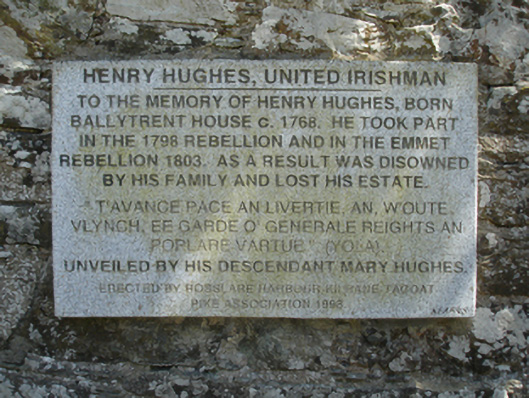 HENRY HUGHES, UNITED IRISHMAN
TO THE MEMORY OF HENRY HUGHES, BORN
BALLYTRENT HOUSE c. 1768. HE TOOK PART
IN THE 1798 REBELLION AND IN THE EMMET
REBELLION 1803. AS A RESULT WAS DISOWNED
BY HIS FAMILY AND LOST HIS ESTATE.
"T'AVANCE PACE AN LIVERTIE, AN, W'OUTE
VLYNCH, EE GARDE O' GENERALE REIGHTS AN
POPLARE VARTUE." (YOLA)
UNVEILED BY HIS DESCENDANT MARY HUGHES.
ERECTED BY ROSSLARE HARBOUR KILRANE TAGOAT
PIKE ASSOCIATION 1998